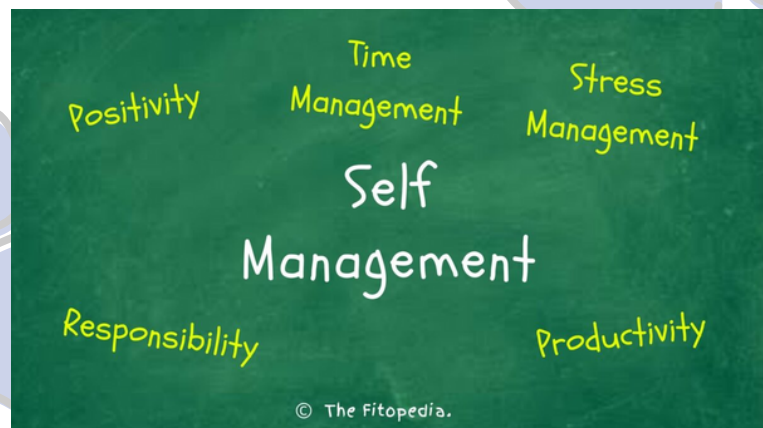 Positivity
Time
Management
Stress
Management
Self
Management
Responsibility
Productivity
© The Fitopedia.